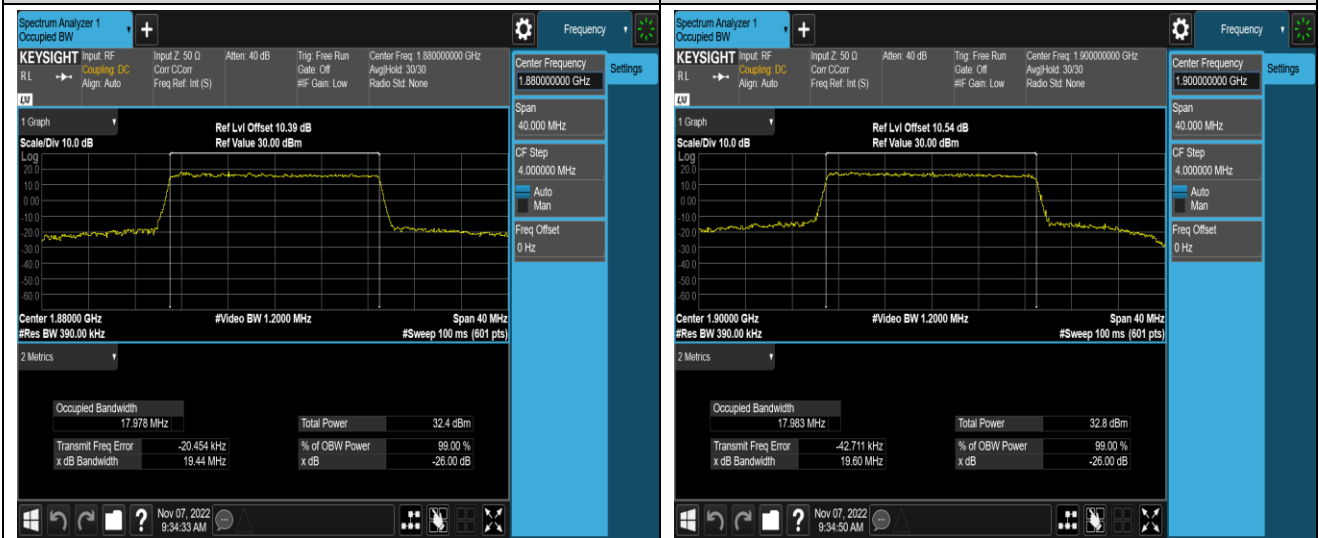 Spectrum Analyzer 1
Occupied BW
+
Frequency
KEYSIGHT
RL
LXI
Input: RF
Coupling: DC
Align: Auto
Input Z: 50 Ω
Corr CCorr
Freq Ref: Int (S)
Atten: 40 dB
Trig: Free Run
Gate: Off
#IF Gain: Low
Center Freq: 1.880000000 GHz
Avg|Hold: 30/30
Radio Std: None
Center Frequency
1.880000000 GHz
Settings
Span
40.000 MHz
CF Step
4.000000 MHz
Auto
Man
Freq Offset
0 Hz
1 Graph
Scale/Div 10.0 dB
Ref Lvl Offset 10.39 dB
Ref Value 30.00 dBm
Log
20.0
10.0
0.00
-10.0
-20.0
-30.0
-40.0
-50.0
-60.0
Center 1.88000 GHz
#Res BW 390.00 kHz
#Video BW 1.2000 MHz
Span 40 MHz
#Sweep 100 ms (601 pts)
2 Metrics
Occupied Bandwidth
17.978 MHz
Total Power 32.4 dBm
Transmit Freq Error -20.454 kHz
% of OBW Power 99.00 %
x dB Bandwidth 19.44 MHz
x dB -26.00 dB
?
Nov 07, 2022
9:34:33 AM
Spectrum Analyzer 1
Occupied BW
+
Frequency
KEYSIGHT
RL
LXI
Input: RF
Coupling: DC
Align: Auto
Input Z: 50 Ω
Corr CCorr
Freq Ref: Int (S)
Atten: 40 dB
Trig: Free Run
Gate: Off
#IF Gain: Low
Center Freq: 1.900000000 GHz
Avg|Hold: 30/30
Radio Std: None
Center Frequency
1.900000000 GHz
Settings
Span
40.000 MHz
CF Step
4.000000 MHz
Auto
Man
Freq Offset
0 Hz
1 Graph
Scale/Div 10.0 dB
Ref Lvl Offset 10.54 dB
Ref Value 30.00 dBm
Log
20.0
10.0
0.00
-10.0
-20.0
-30.0
-40.0
-50.0
-60.0
Center 1.90000 GHz
#Res BW 390.00 kHz
#Video BW 1.2000 MHz
Span 40 MHz
#Sweep 100 ms (601 pts)
2 Metrics
Occupied Bandwidth
17.983 MHz
Total Power 32.8 dBm
Transmit Freq Error -42.711 kHz
% of OBW Power 99.00 %
x dB Bandwidth 19.60 MHz
x dB -26.00 dB
?
Nov 07, 2022
9:34:50 AM